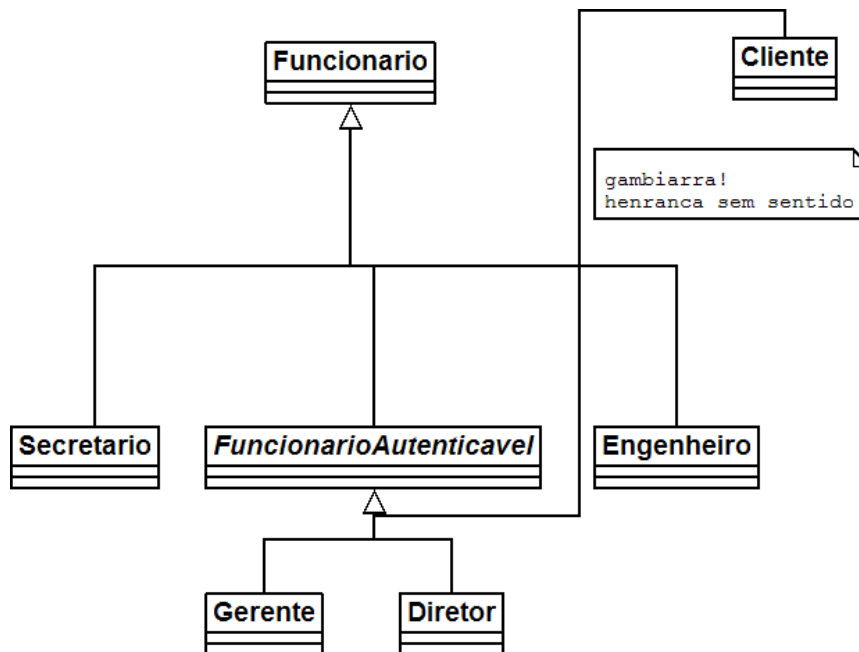 Funcionario
Cliente
gambiarra!
henranca sem sentido
Secretario
FuncionarioAutenticavel
Engenheiro
Gerente
Diretor